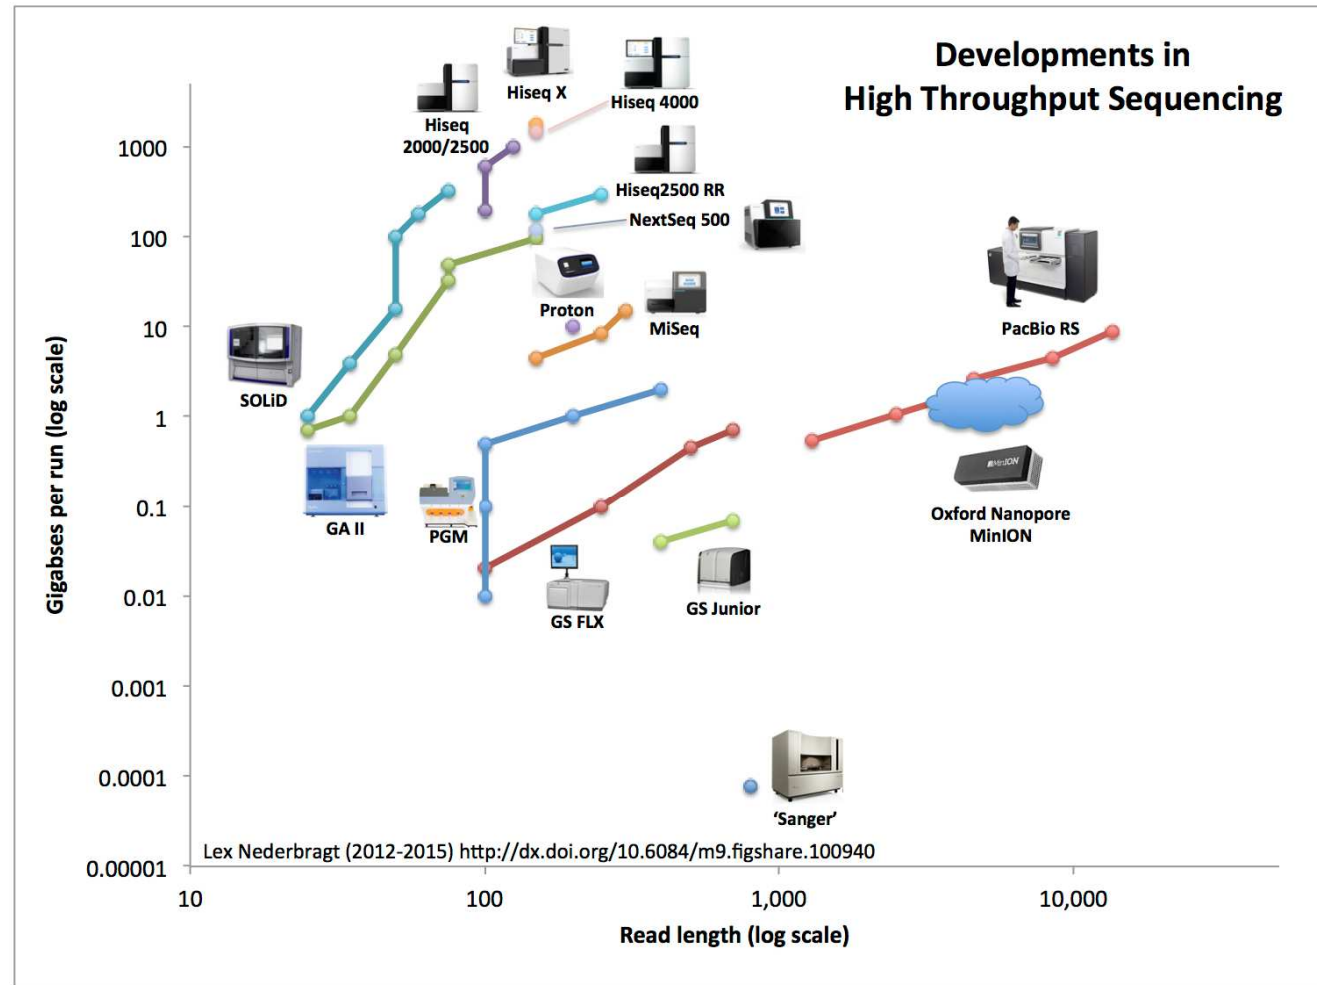 Developments in
High Throughput Sequencing
Hiseq X
Hiseq 4000
Hiseq
2000/2500
Hiseq2500 RR
NextSeq 500
Proton
MiSeq
PacBio RS
SOLiD
GA II
PGM
Oxford Nanopore
MinION
MinION
GS FLX
GS Junior
‘Sanger’
Gigabses per run (log scale)
1000
100
10
1
0.1
0.01
0.001
0.0001
0.00001
Lex Nederbragt (2012-2015) http://dx.doi.org/10.6084/m9.figshare.100940
10
100
1,000
10,000
Read length (log scale)